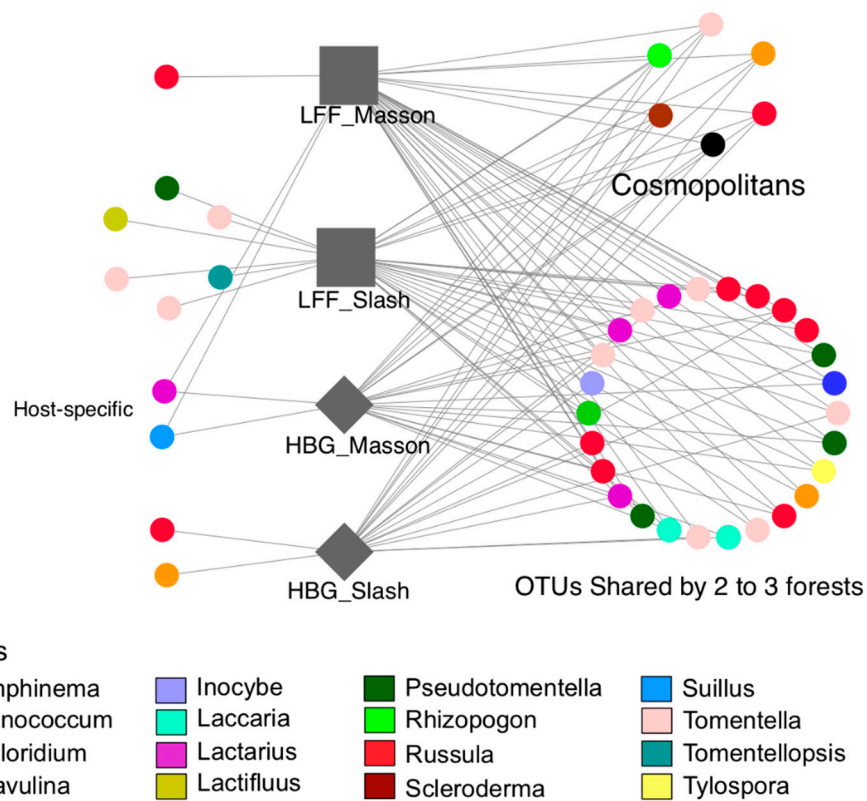 LFF_Masson
Cosmopolitans
LFF_Slash
Host-specific
HBG_Masson
HBG_Slash
OTUs Shared by 2 to 3 forests
Inocybe
Pseudotomentella
Suillus
Laccaria
Rhizopogon
Tomentella
Lactarius
Russula
Tomentellopsis
Lactifluus
Scleroderma
Tylospora